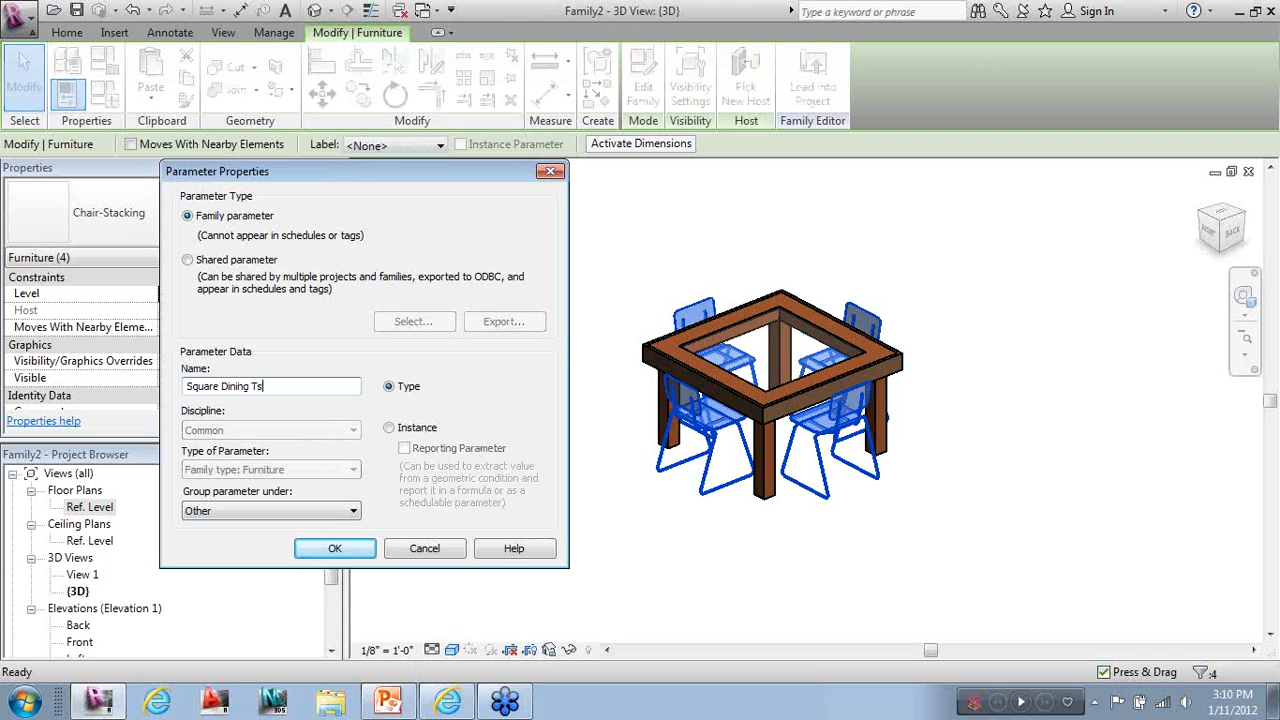 Family2 - 3D View: {3D}
Type a keyword or phrase
Sign In
Home
Insert
Annotate
View
Manage
Modify | Furniture
Modify
Paste
Cut
Join
Edit
Family
Visibility
Settings
Pick
New Host
Load into
Project
Select
Properties
Clipboard
Geometry
Modify
Measure
Create
Mode
Visibility
Host
Family Editor
Modify | Furniture
Moves With Nearby Elements
Label:
<None>
Instance Parameter
Activate Dimensions
Properties
Chair-Stacking
Furniture (4)
Constraints
Level
Host
Moves With Nearby Eleme...
Graphics
Visibility/Graphics Overrides
Visible
Identity Data
Properties help
Family2 - Project Browser
Views (all)
Floor Plans
Ref. Level
Ceiling Plans
Ref. Level
3D Views
View 1
{3D}
Elevations (Elevation 1)
Back
Front
Parameter Properties
Parameter Type
Family parameter
(Cannot appear in schedules or tags)
Shared parameter
(Can be shared by multiple projects and families, exported to ODBC, and
appear in schedules and tags)
Select...
Export...
Parameter Data
Name:
Square Dining Ts
Type
Discipline:
Common
Instance
Reporting Parameter
Type of Parameter:
Family type: Furniture
(Can be used to extract value
from a geometric condition and
report it in a formula or as a
schedulable parameter)
Group parameter under:
Other
OK
Cancel
Help
RIGHT
BACK
1/8" = 1'-0"
Ready
Press & Drag
:4
3:10 PM
1/11/2012